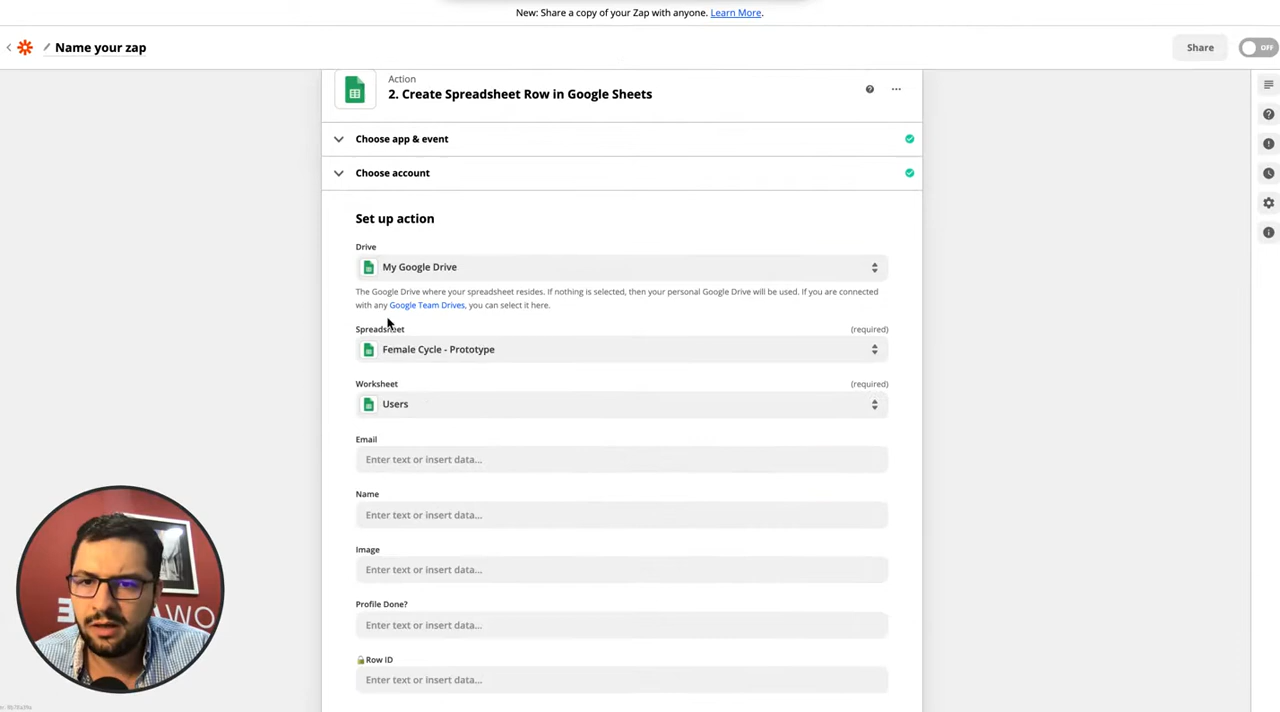 New: Share a copy of your Zap with anyone. Learn More.
Name your zap
Share
OFF
Action
2. Create Spreadsheet Row in Google Sheets
Choose app & event
Choose account
Set up action
Drive
My Google Drive
The Google Drive where your spreadsheet resides. If nothing is selected, then your personal Google Drive will be used. If you are connected
with any Google Team Drives, you can select it here.
Spreadsheet (required)
Female Cycle - Prototype
Worksheet (required)
Users
Email
Enter text or insert data...
Name
Enter text or insert data...
Image
Enter text or insert data...
Profile Done?
Enter text or insert data...
🔒Row ID
Enter text or insert data...